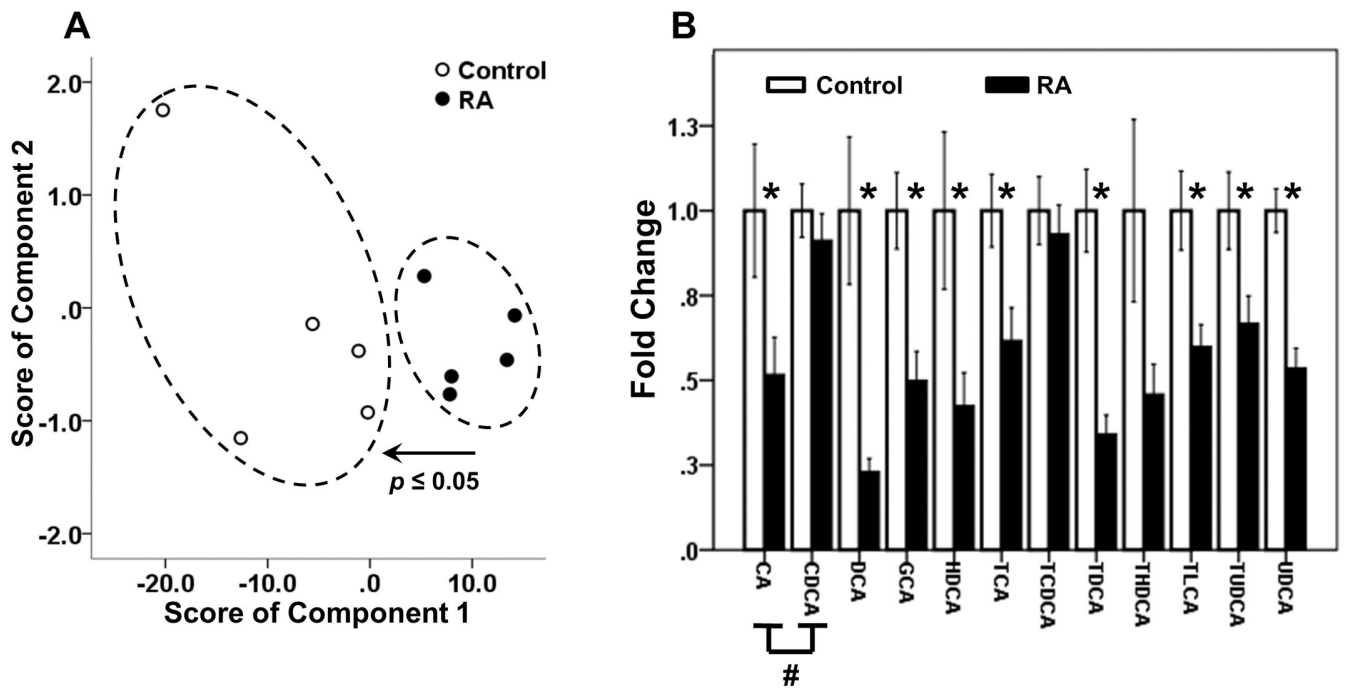 A
Control
RA
2.0
1.0
.0
-1.0
-2.0
Score of Component 2
p ≤ 0.05
-20.0
-10.0
.0
10.0
Score of Component 1
B
Control
RA
1.3
1.0
.8
.5
.3
.0
Fold Change
* * * * * * * * *
CA
CDCA
DCA
GCA
HDCA
TCA
TCDCA
TDCA
THDCA
TLCA
TUDCA
UDCA
#